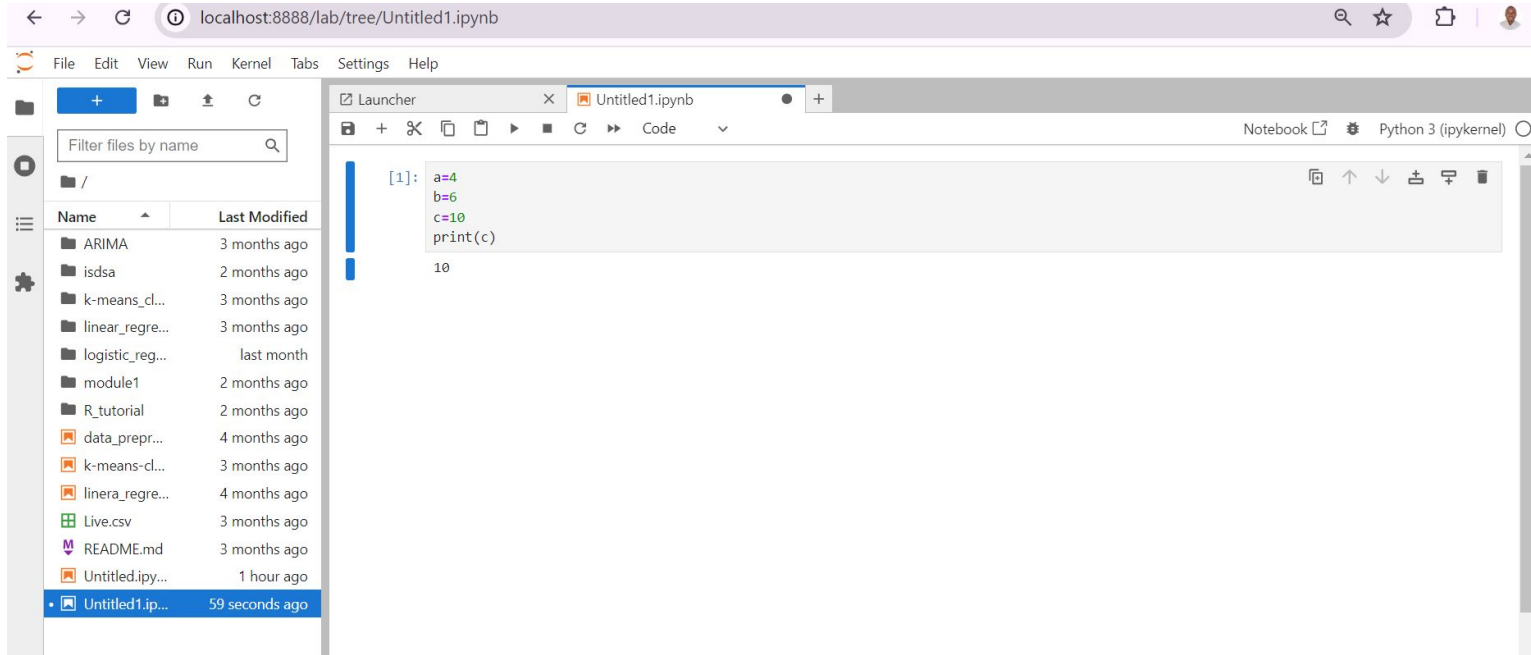 localhost:8888/lab/tree/Untitled1.ipynb
File Edit View Run Kernel Tabs Settings Help
+
Launcher
Untitled1.ipynb
+
Code
Notebook
Python 3 (ipykernel)
Filter files by name
/
Name Last Modified
ARIMA 3 months ago
isdsa 2 months ago
k-means_cl... 3 months ago
linear_regre... 3 months ago
logistic_reg... last month
module1 2 months ago
R_tutorial 2 months ago
data_prepr... 4 months ago
k-means-cl... 3 months ago
linera_regre... 4 months ago
Live.csv 3 months ago
M README.md 3 months ago
Untitled.ipy... 1 hour ago
Untitled1.ip... 59 seconds ago
[1]: a=4
b=6
c=10
print(c)
10